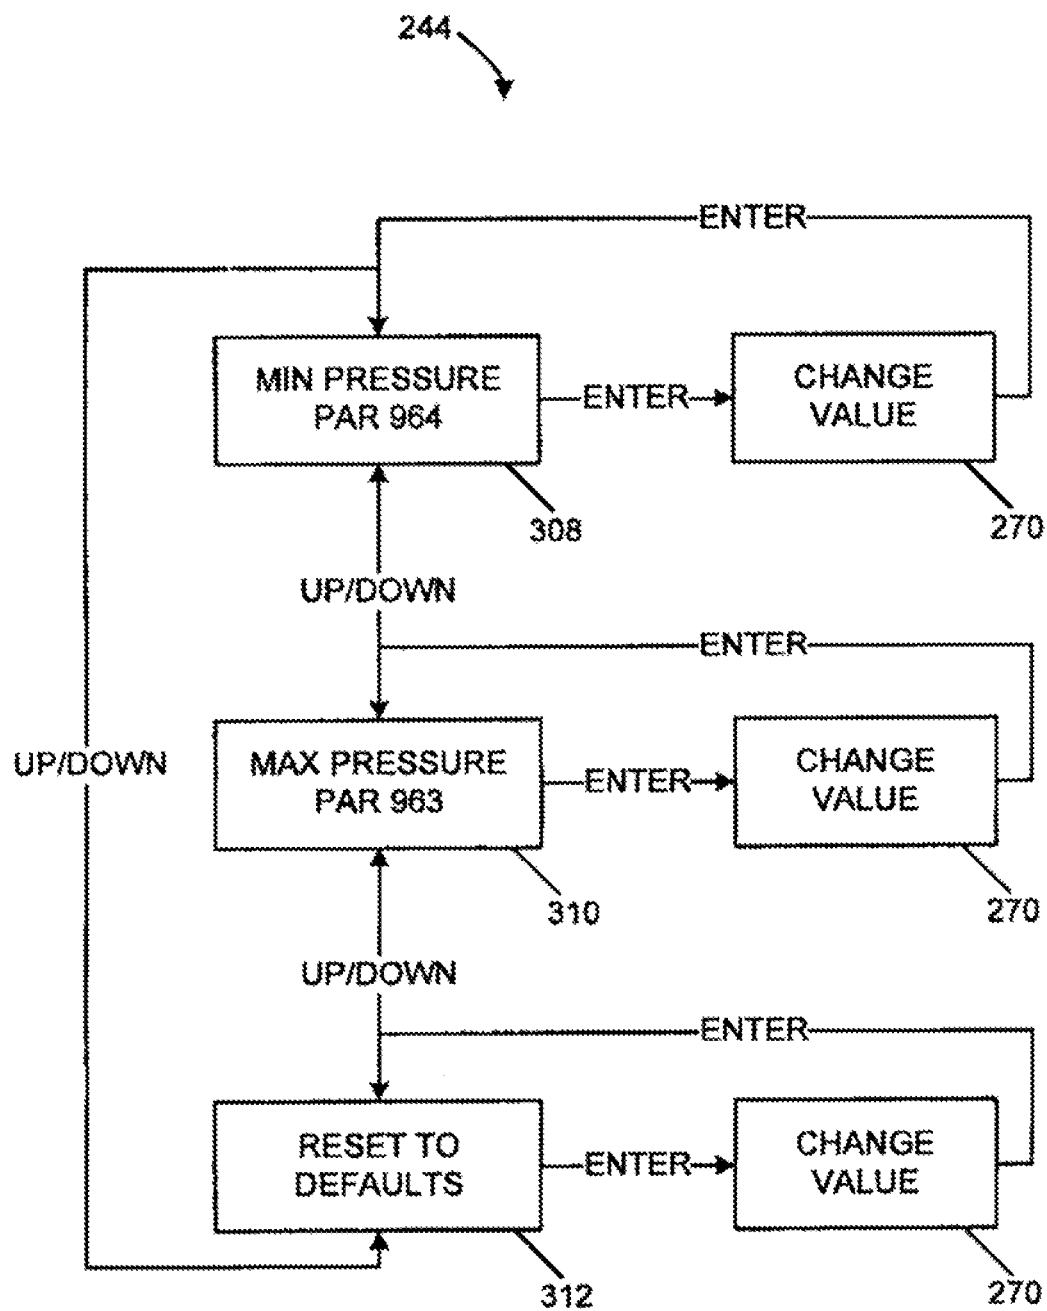 244
ENTER
MIN PRESSURE
PAR 964
ENTER
CHANGE
VALUE
308
270
UP/DOWN
ENTER
UP/DOWN
MAX PRESSURE
PAR 963
ENTER
CHANGE
VALUE
310
270
UP/DOWN
ENTER
RESET TO
DEFAULTS
ENTER
CHANGE
VALUE
312
270